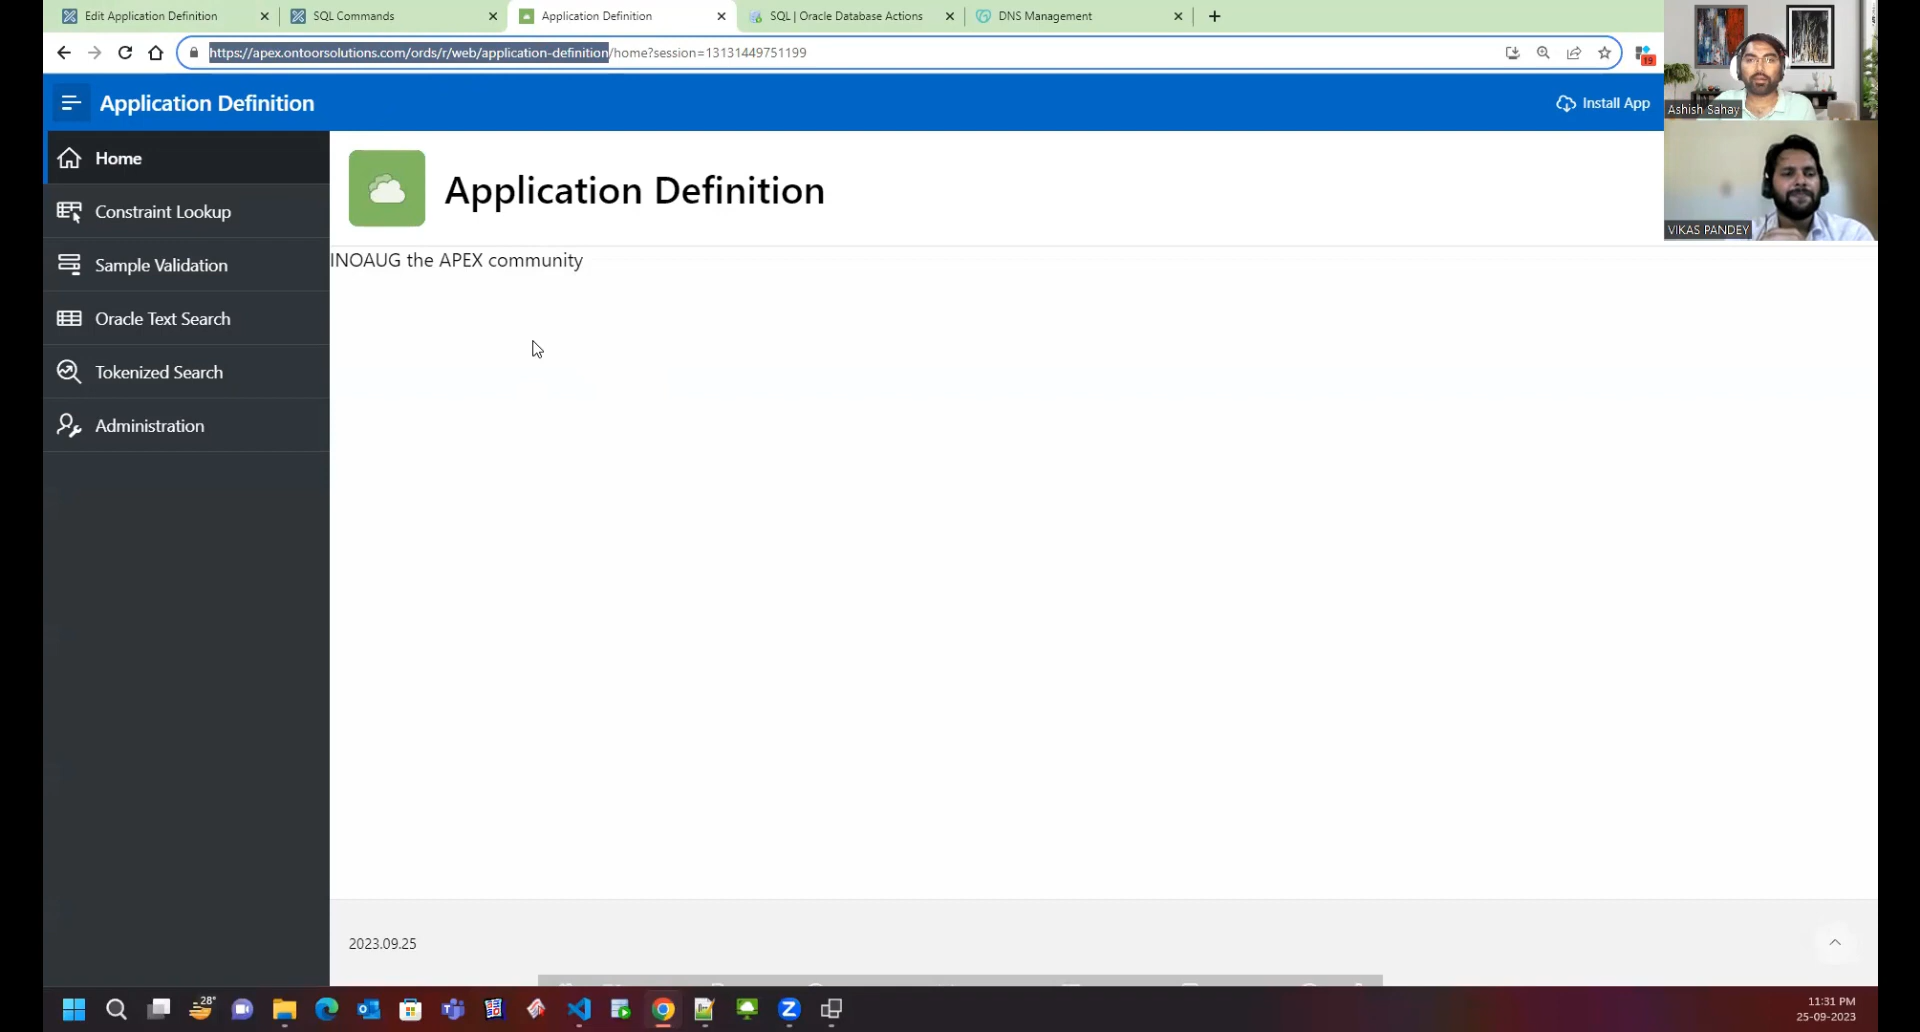 Edit Application Definition
SQL Commands
Application Definition
SQL | Oracle Database Actions
DNS Management
https://apex.ontoorsolutions.com/ords/r/web/application-definition/home?session=13131449751199
19
Application Definition
Install App
Ashish Sahay
VIKAS PANDEY
Home
Constraint Lookup
Sample Validation
Oracle Text Search
Tokenized Search
Administration
Application Definition
INOAUG the APEX community
2023.09.25
28°
11:31 PM
25-09-2023